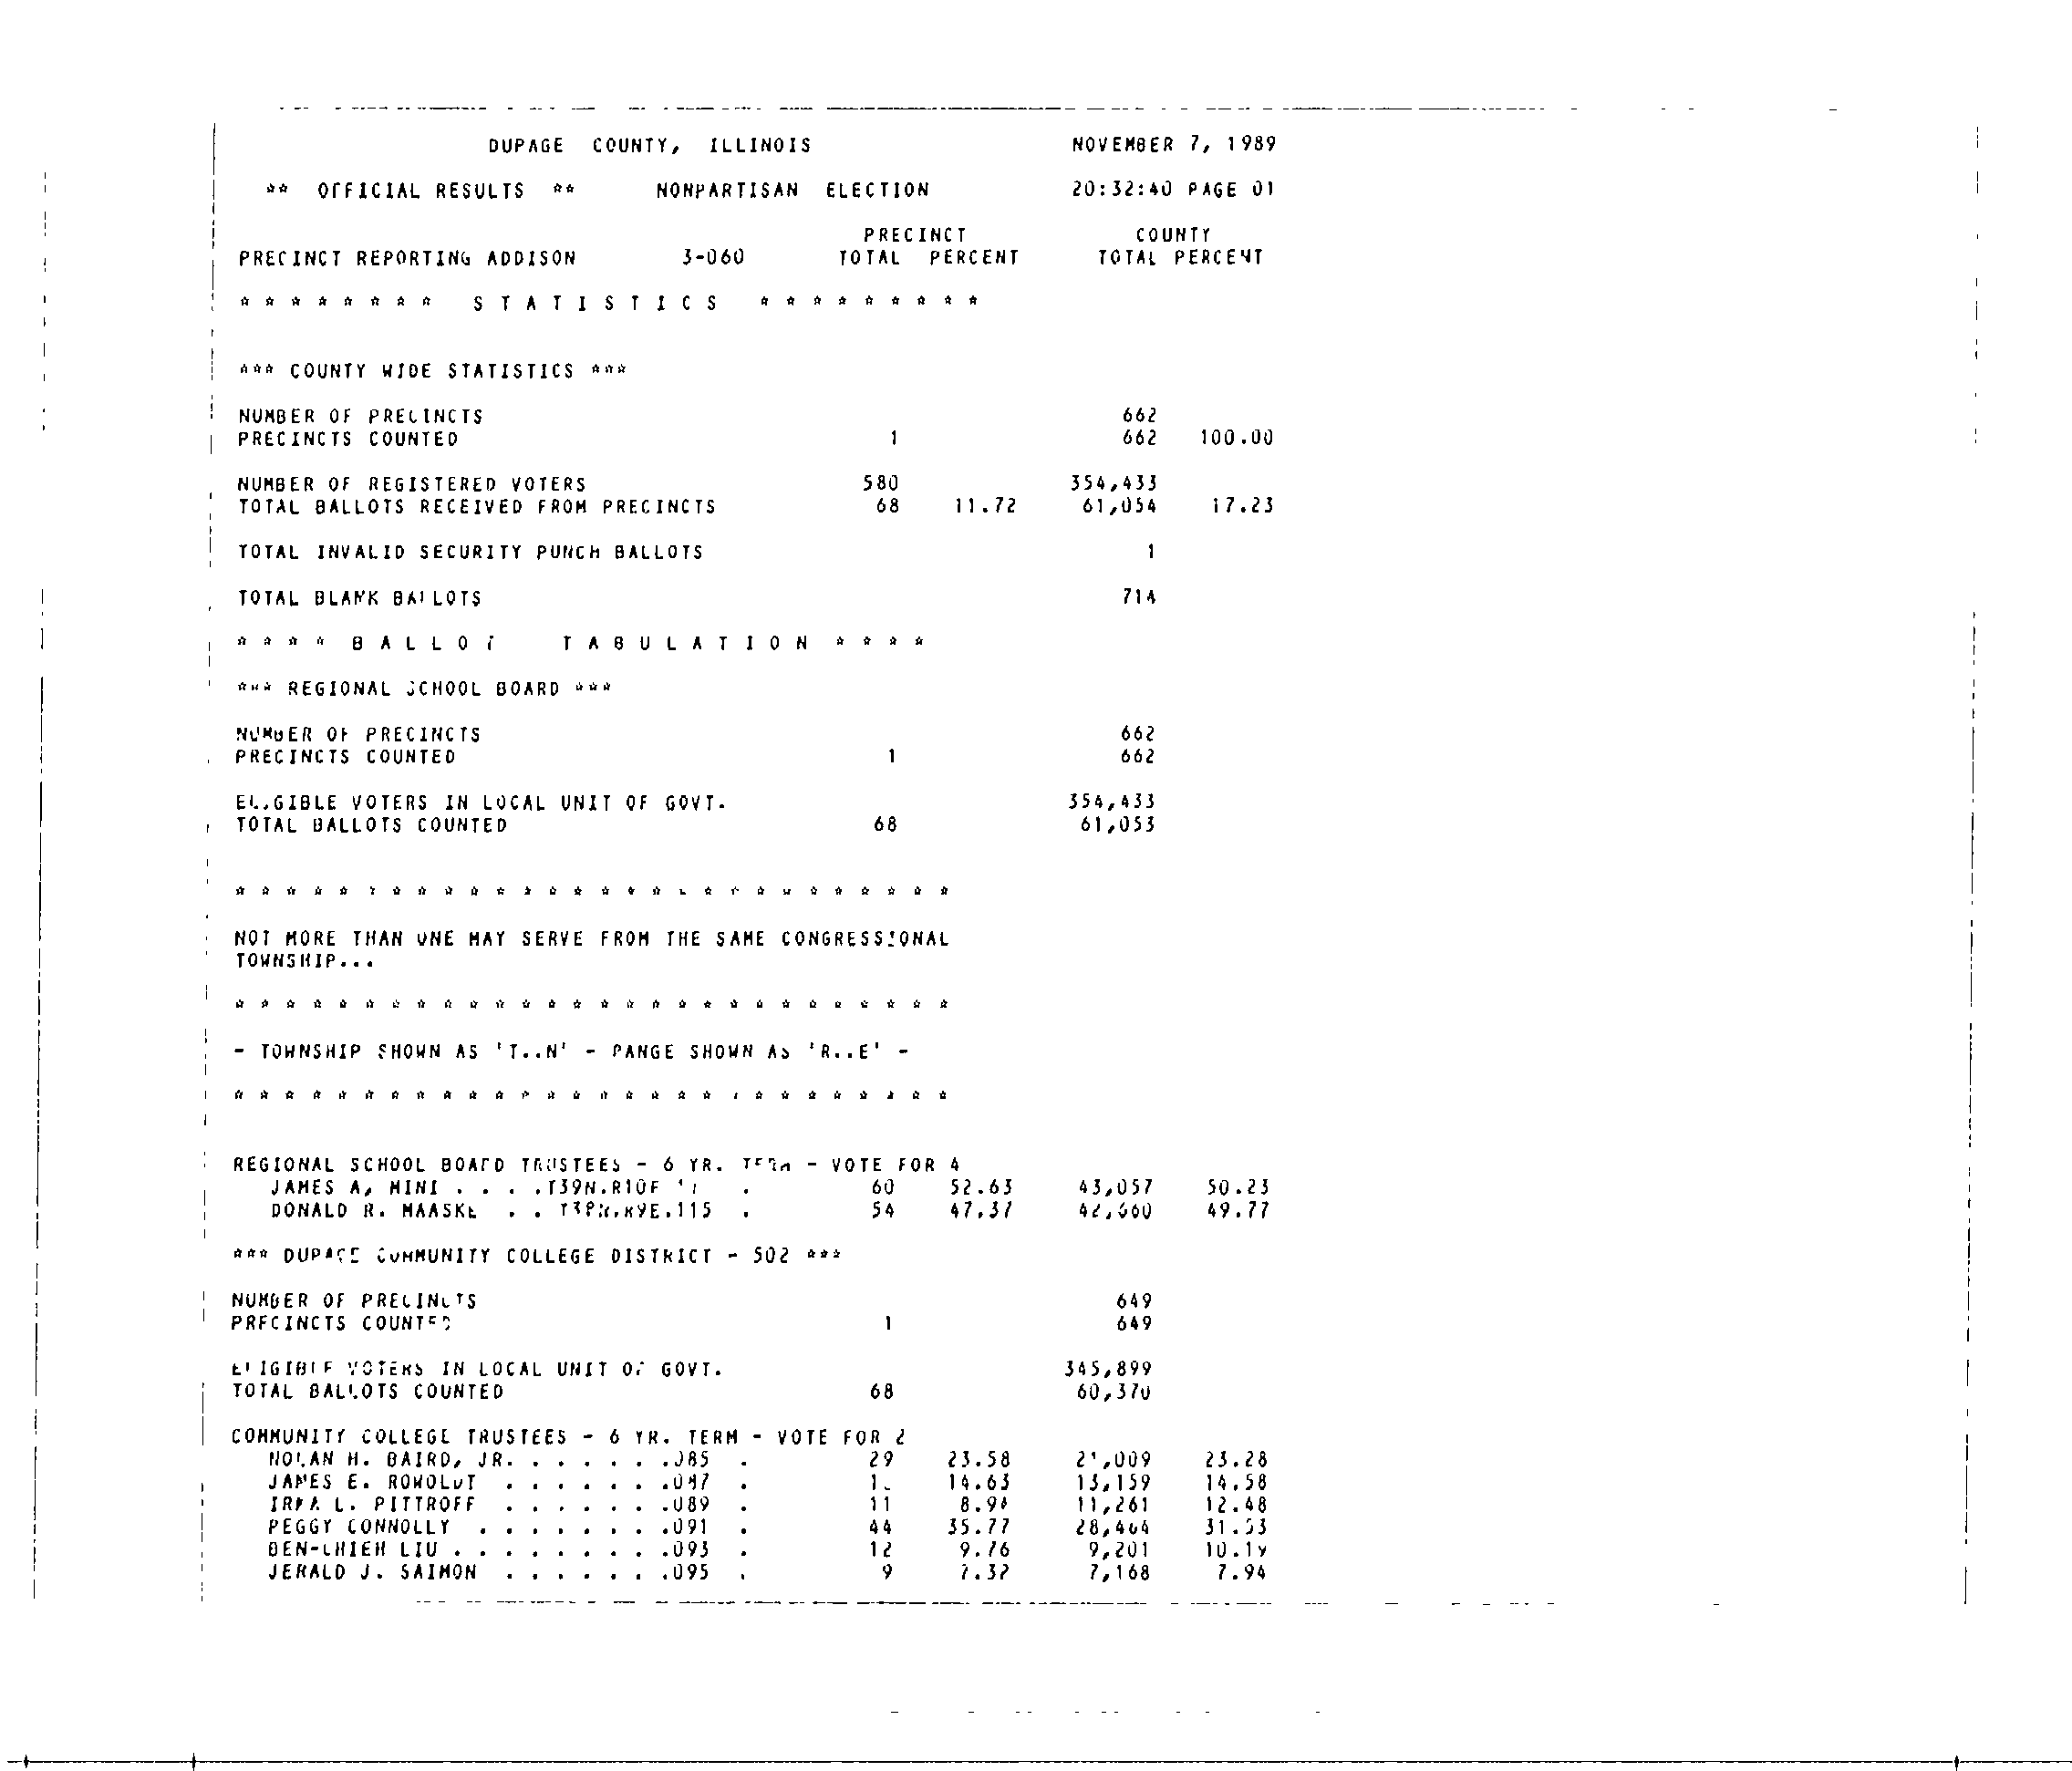 DUPAGE COUNTY, ILLINOIS NOVEMBER 7, 1989
** OFFICIAL RESULTS ** NONPARTISAN ELECTION 20:32:40 PAGE 01
PRECINCT COUNTY
PRECINCT REPORTING ADDISON 3-060 TOTAL PERCENT TOTAL PERCENT
* * * * * * * * S T A T I S T I C S * * * * * * * * *
*** COUNTY WIDE STATISTICS ***
NUMBER OF PRECINCTS 662
PRECINCTS COUNTED 1 662 100.00
NUMBER OF REGISTERED VOTERS 580 354,433
TOTAL BALLOTS RECEIVED FROM PRECINCTS 68 11.72 61,054 17.23
TOTAL INVALID SECURITY PUNCH BALLOTS 1
TOTAL BLANK BALLOTS 714
* * * * B A L L O T T A B U L A T I O N * * * *
*** REGIONAL SCHOOL BOARD ***
NUMBER OF PRECINCTS 662
PRECINCTS COUNTED 1 662
ELIGIBLE VOTERS IN LOCAL UNIT OF GOVT. 354,433
TOTAL BALLOTS COUNTED 68 61,053
* * * * * * * * * * * * * * * * * * * * * * * * * * * *
NOT MORE THAN ONE MAY SERVE FROM THE SAME CONGRESSIONAL
TOWNSHIP...
* * * * * * * * * * * * * * * * * * * * * * * * * * * *
- TOWNSHIP SHOWN AS 'T..N' - RANGE SHOWN AS 'R..E' -
* * * * * * * * * * * * * * * * * * * * * * * * * * * *
REGIONAL SCHOOL BOARD TRUSTEES - 6 YR. TERM - VOTE FOR 4
JAMES A. MINI . . . .T39N.R10E . 60 52.63 43,057 50.23
DONALD R. MAASKE . . T38N.R9E.115 . 54 47.37 49.77
*** DUPAGE COMMUNITY COLLEGE DISTRICT - 502 ***
NUMBER OF PRECINCTS 649
PRECINCTS COUNTED 1 649
ELIGIBLE VOTERS IN LOCAL UNIT OF GOVT. 345,899
TOTAL BALLOTS COUNTED 68 60,370
COMMUNITY COLLEGE TRUSTEES - 6 YR. TERM - VOTE FOR 2
NOLAN H. BAIRD, JR. . . . . . .085 . 29 23.58 21,009 23.28
JAMES E. ROWOLDT . . . . . . .087 . 14.63 13,159 14.58
IRMA L. PITTROFF . . . . . . .089 . 11 8.94 11,261 12.48
PEGGY CONNOLLY . . . . . . . .091 . 44 35.77 28,464 31.53
BEN-CHIEH LIU . . . . . . . . .093 . 12 9.76 9,201 10.19
JERALD J. SAIMON . . . . . . .095 . 9 7.32 7,168 7.94